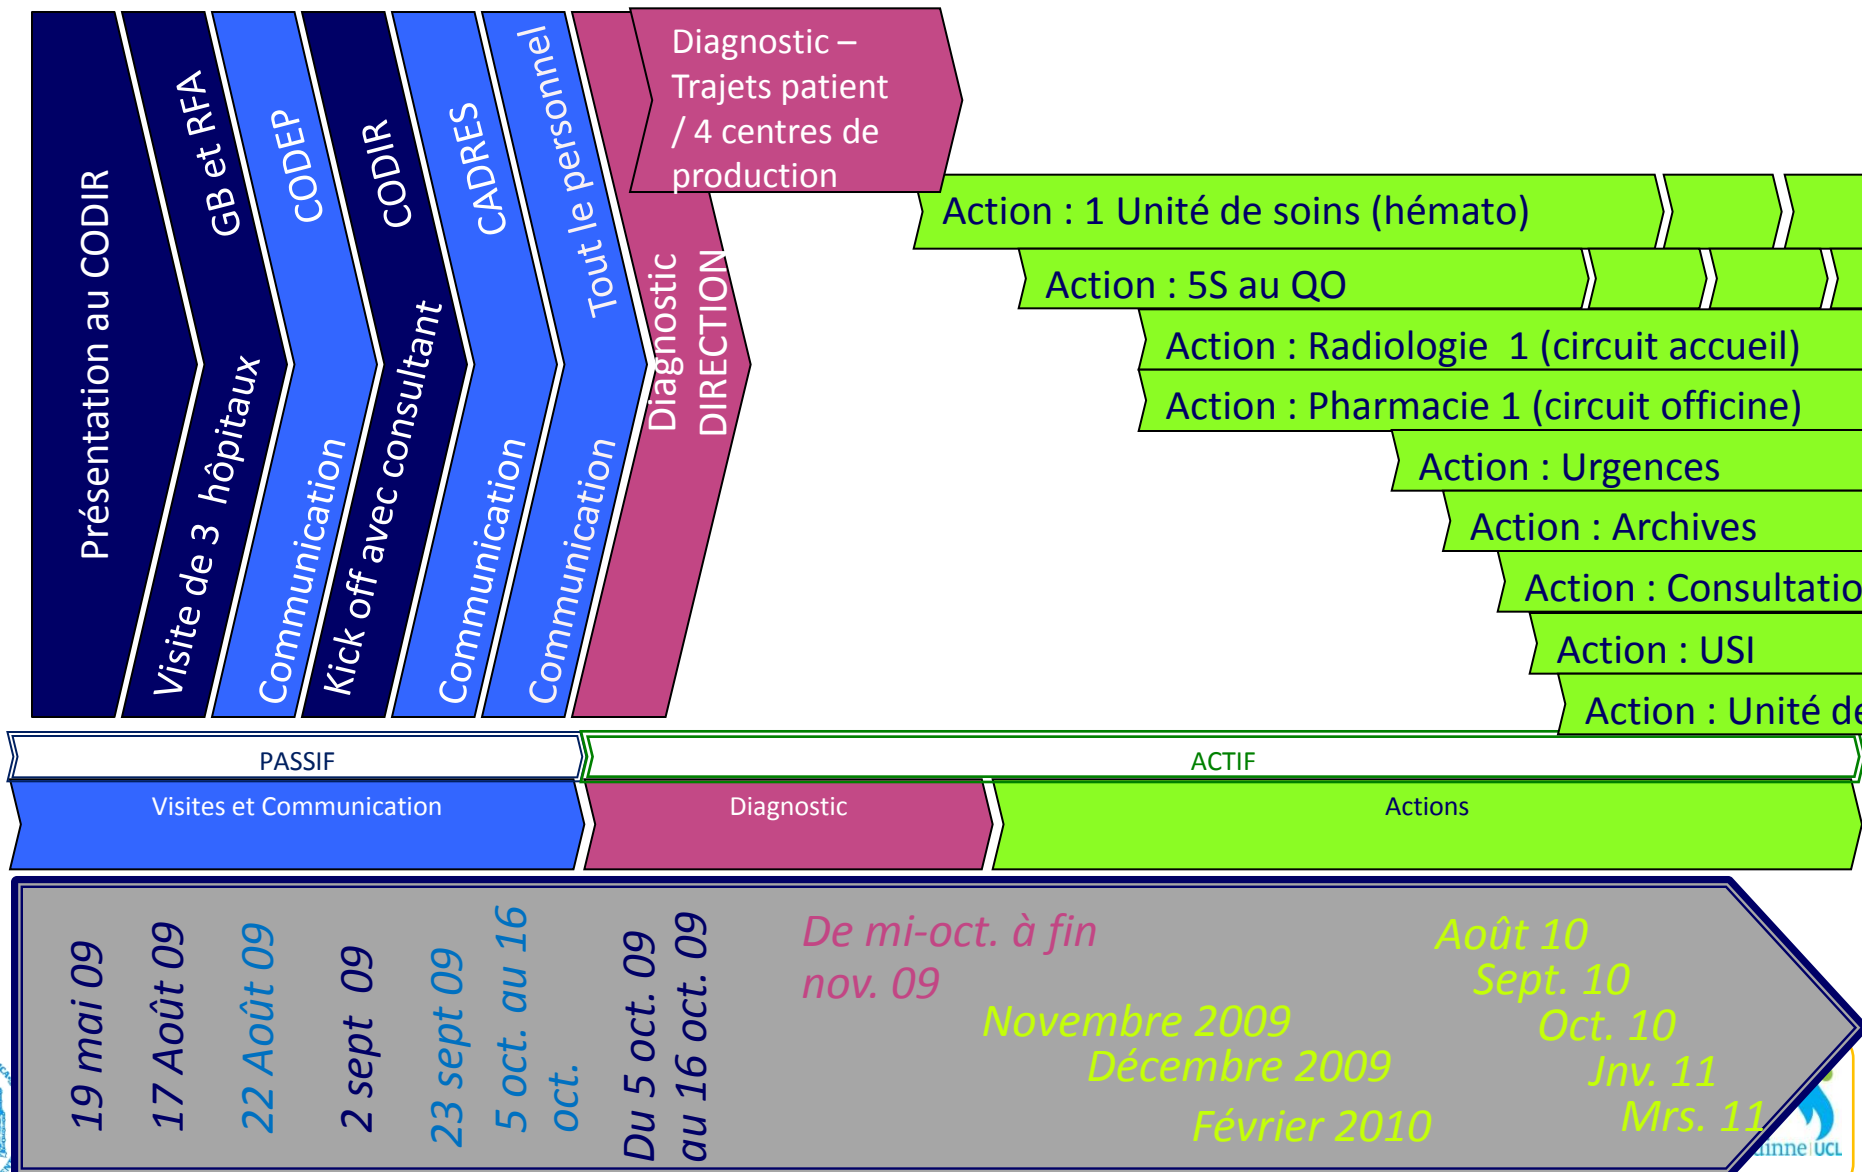 Présentation au CODIR
Visite de 3 hôpitaux GB et RFA
Communication CODEP
Kick off avec consultant CODIR
Communication CADRES
Communication Tout le personnel
Diagnostic
DIRECTION
Diagnostic –
Trajets patient
/ 4 centres de
production
Action : 1 Unité de soins (hémato)
Action : 5S au QO
Action : Radiologie 1 (circuit accueil)
Action : Pharmacie 1 (circuit officine)
Action : Urgences
Action : Archives
Action : Consultatio
Action : USI
Action : Unité de
PASSIF
ACTIF
Visites et Communication
Diagnostic
Actions
19 mai 09
17 Août 09
22 Août 09
2 sept 09
23 sept 09
5 oct. au 16
oct.
Du 5 oct. 09
au 16 oct. 09
De mi-oct. à fin
nov. 09
Novembre 2009
Décembre 2009
Février 2010
Août 10
Sept. 10
Oct. 10
Jnv. 11
Mrs. 11
inne UCL